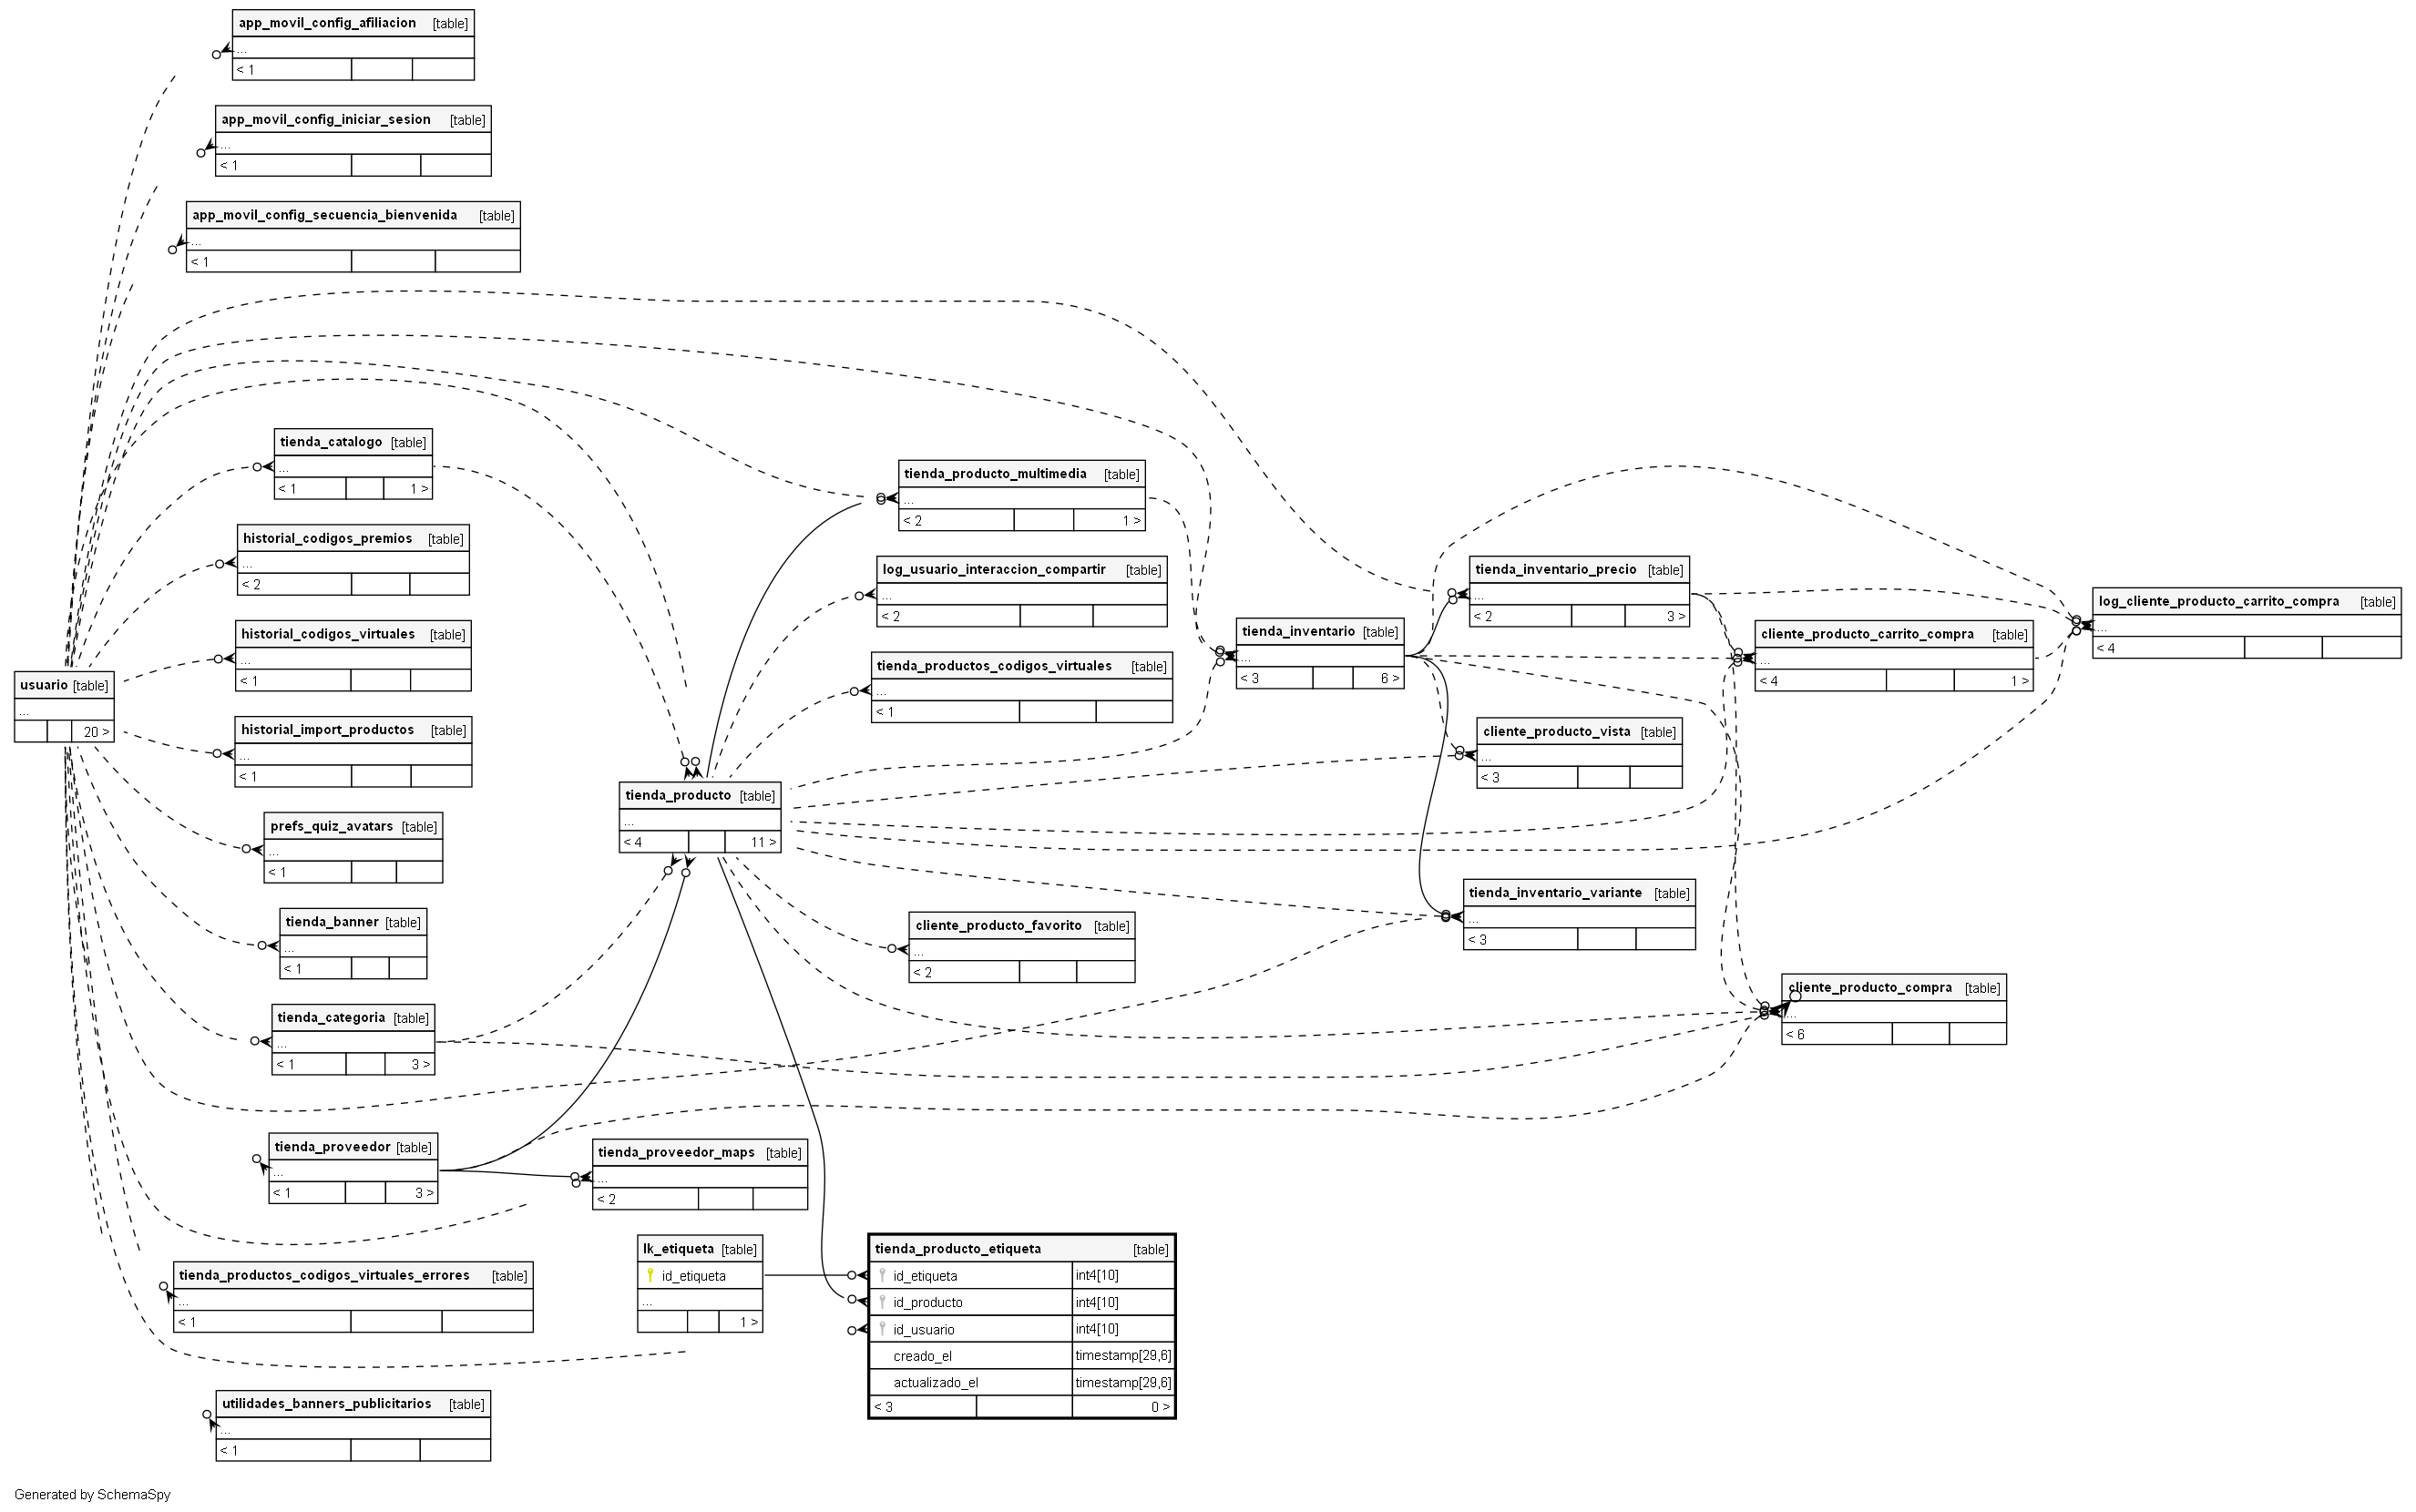 app_movil_config_afiliacion [table]
...
< 1
app_movil_config_iniciar_sesion [table]
...
< 1
app_movil_config_secuencia_bienvenida [table]
...
< 1
tienda_catalogo [table]
...
< 1 1 >
historial_codigos_premios [table]
...
< 2
historial_codigos_virtuales [table]
...
< 1
usuario [table]
...
20 >
historial_import_productos [table]
...
< 1
prefs_quiz_avatars [table]
...
< 1
tienda_banner [table]
...
< 1
tienda_categoria [table]
...
< 1 3 >
tienda_proveedor [table]
...
< 1 3 >
tienda_productos_codigos_virtuales_errores [table]
...
< 1
utilidades_banners_publicitarios [table]
...
< 1
tienda_producto [table]
...
< 4 11 >
tienda_proveedor_maps [table]
...
< 2
lk_etiqueta [table]
id_etiqueta
...
1 >
tienda_producto_multimedia [table]
...
< 2 1 >
log_usuario_interaccion_compartir [table]
...
< 2
tienda_productos_codigos_virtuales [table]
...
< 1
cliente_producto_favorito [table]
...
< 2
tienda_producto_etiqueta [table]
id_etiqueta int4[10]
id_producto int4[10]
id_usuario int4[10]
creado_el timestamp[29,6]
actualizado_el timestamp[29,6]
< 3 0 >
tienda_inventario [table]
...
< 3 6 >
tienda_inventario_precio [table]
...
< 2 3 >
cliente_producto_vista [table]
...
< 3
tienda_inventario_variante [table]
...
< 3
cliente_producto_carrito_compra [table]
...
< 4 1 >
cliente_producto_compra [table]
...
< 6
log_cliente_producto_carrito_compra [table]
...
< 4
Generated by SchemaSpy